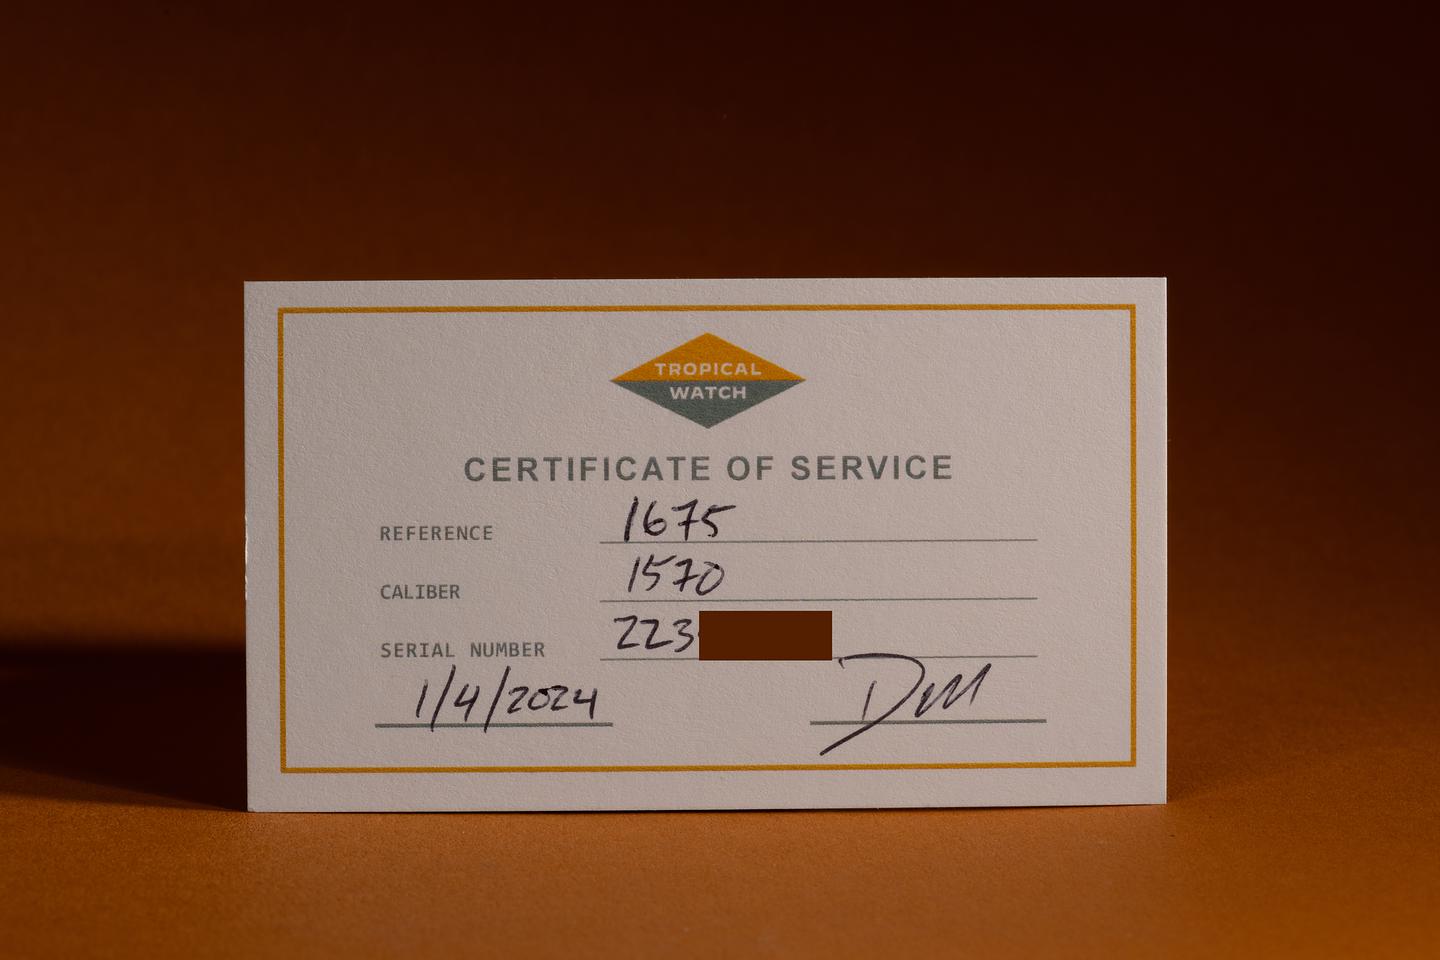 TROPICAL
WATCH
CERTIFICATE OF SERVICE
REFERENCE 1675
CALIBER 1570
SERIAL NUMBER 223
1/4/2024